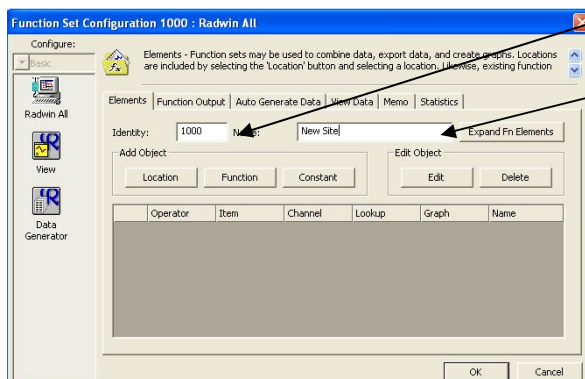 Function Set Configuration 1000 : Radwin All
Configure:
Basic
Radwin All
View
Data
Generator
Elements - Function sets may be used to combine data, export data, and create graphs. Locations
are included by selecting the 'Location' button and selecting a location. Likewise, existing function
Elements Function Output Auto Generate Data View Data Memo Statistics
Identity: 1000 Name: New Site Expand Fn Elements
Add Object Edit Object
Location Function Constant Edit Delete
Operator Item Channel Lookup Graph Name
OK Cancel